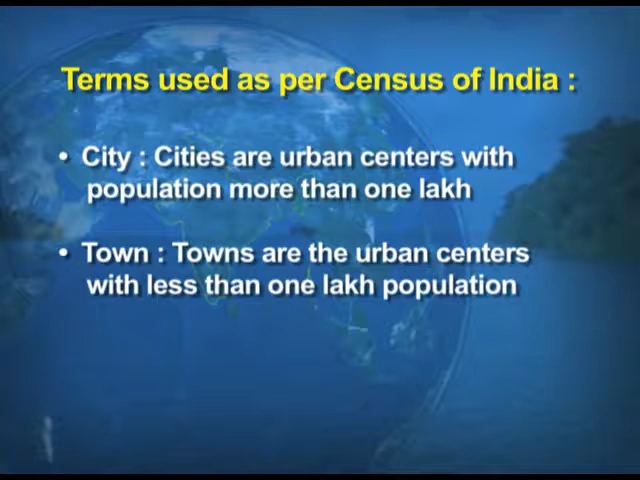 Terms used as per Census of India :
• City : Cities are urban centers with
population more than one lakh
• Town : Towns are the urban centers
with less than one lakh population